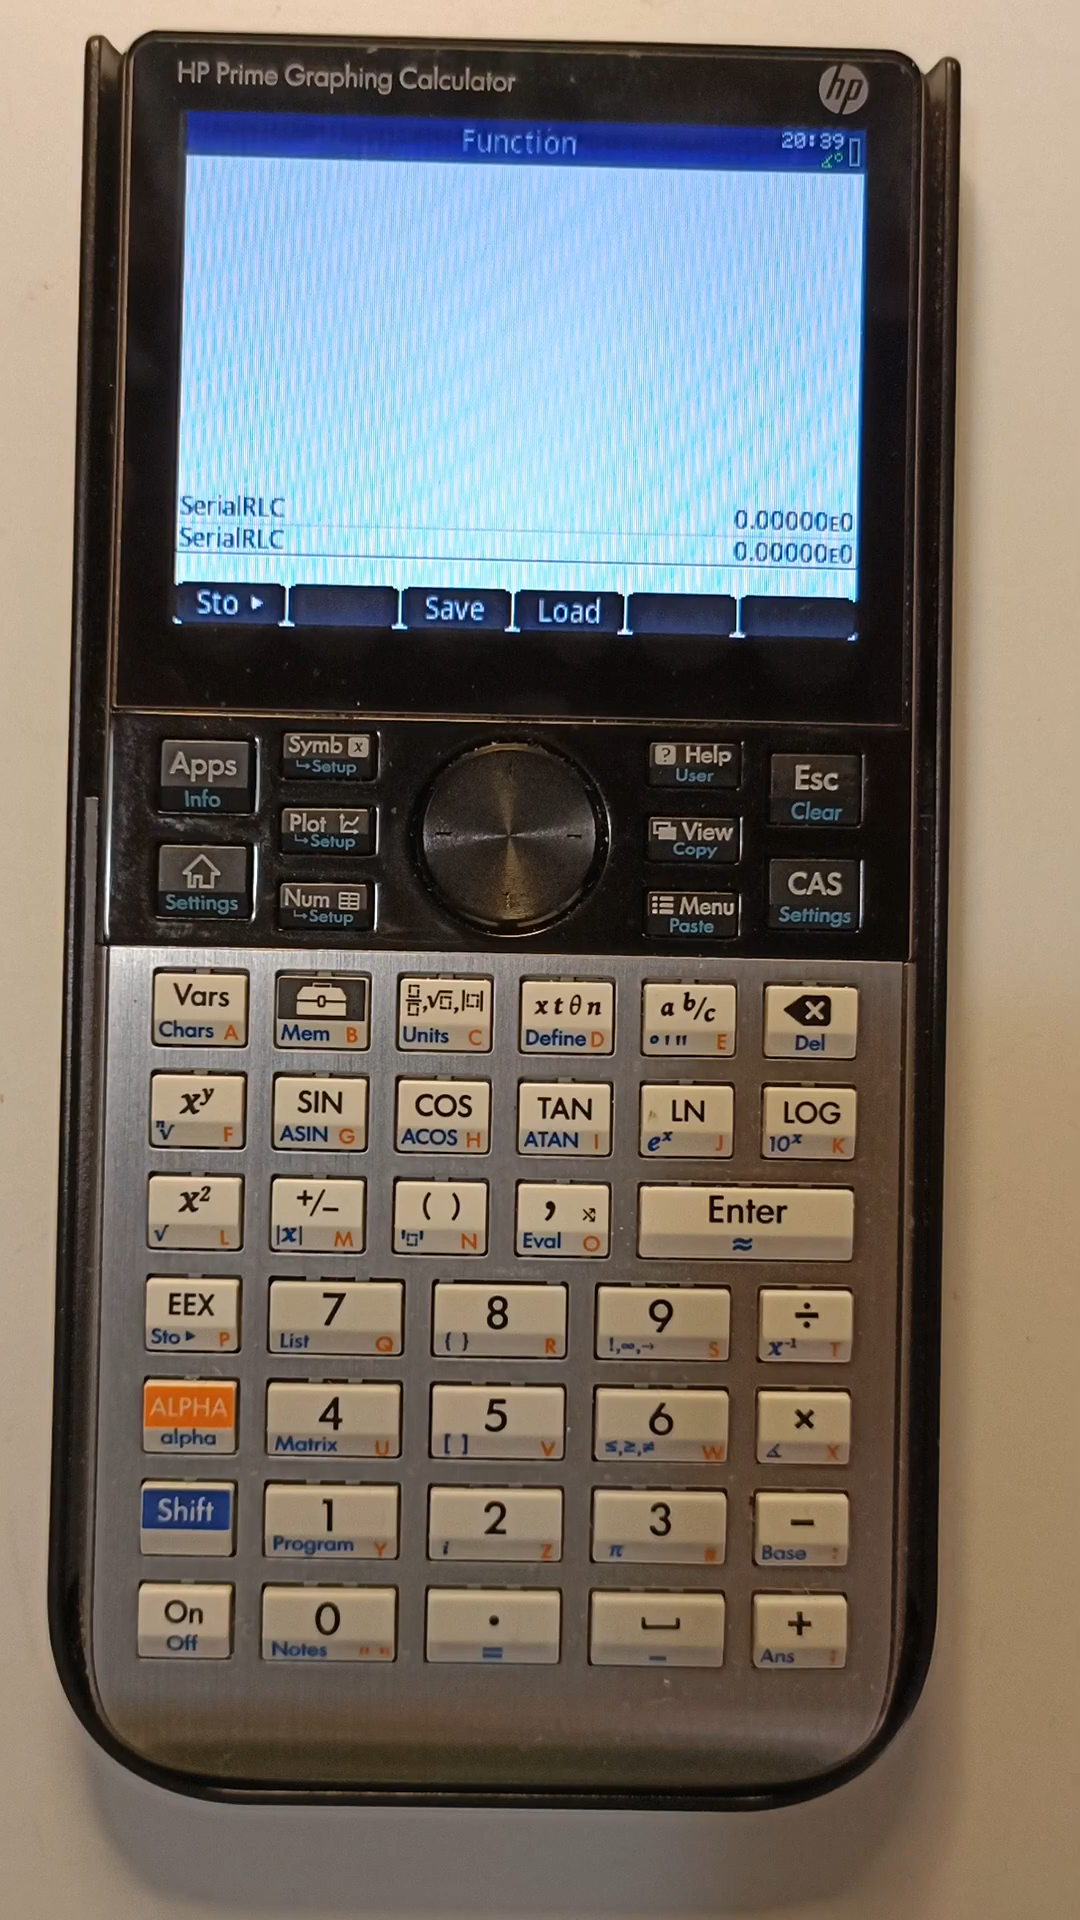 HP Prime Graphing Calculator
hp
Function
20:39
∡°
SerialRLC
0.00000E0
SerialRLC
0.00000E0
Sto ▸ Save Load
Apps
Info
Symb x
↪Setup
? Help
User
Esc
Clear
Plot
↪Setup
View
Copy
Settings
Num
↪Setup
Menu
Paste
CAS
Settings
Vars
Chars A
Mem B
Units C
x t θ n
Define D
a b/c
° ' " E
Del
xʸ
ⁿ√ F
SIN
ASIN G
COS
ACOS H
TAN
ATAN I
LN
eˣ J
LOG
10ˣ K
x²
√ L
+/−
|x| M
( )
'▯' N
,
Eval O
Enter
≈
EEX
Sto ▸ P
7
List Q
8
{ } R
9
!,∞,→ S
÷
x⁻¹ T
ALPHA
alpha
4
Matrix U
5
[ ] V
6
≤,≥,≠ W
×
∡ X
Shift
1
Program Y
2
i Z
3
π #
−
Base :
On
Off
0
Notes " "
.
=
␣
_
+
Ans ;